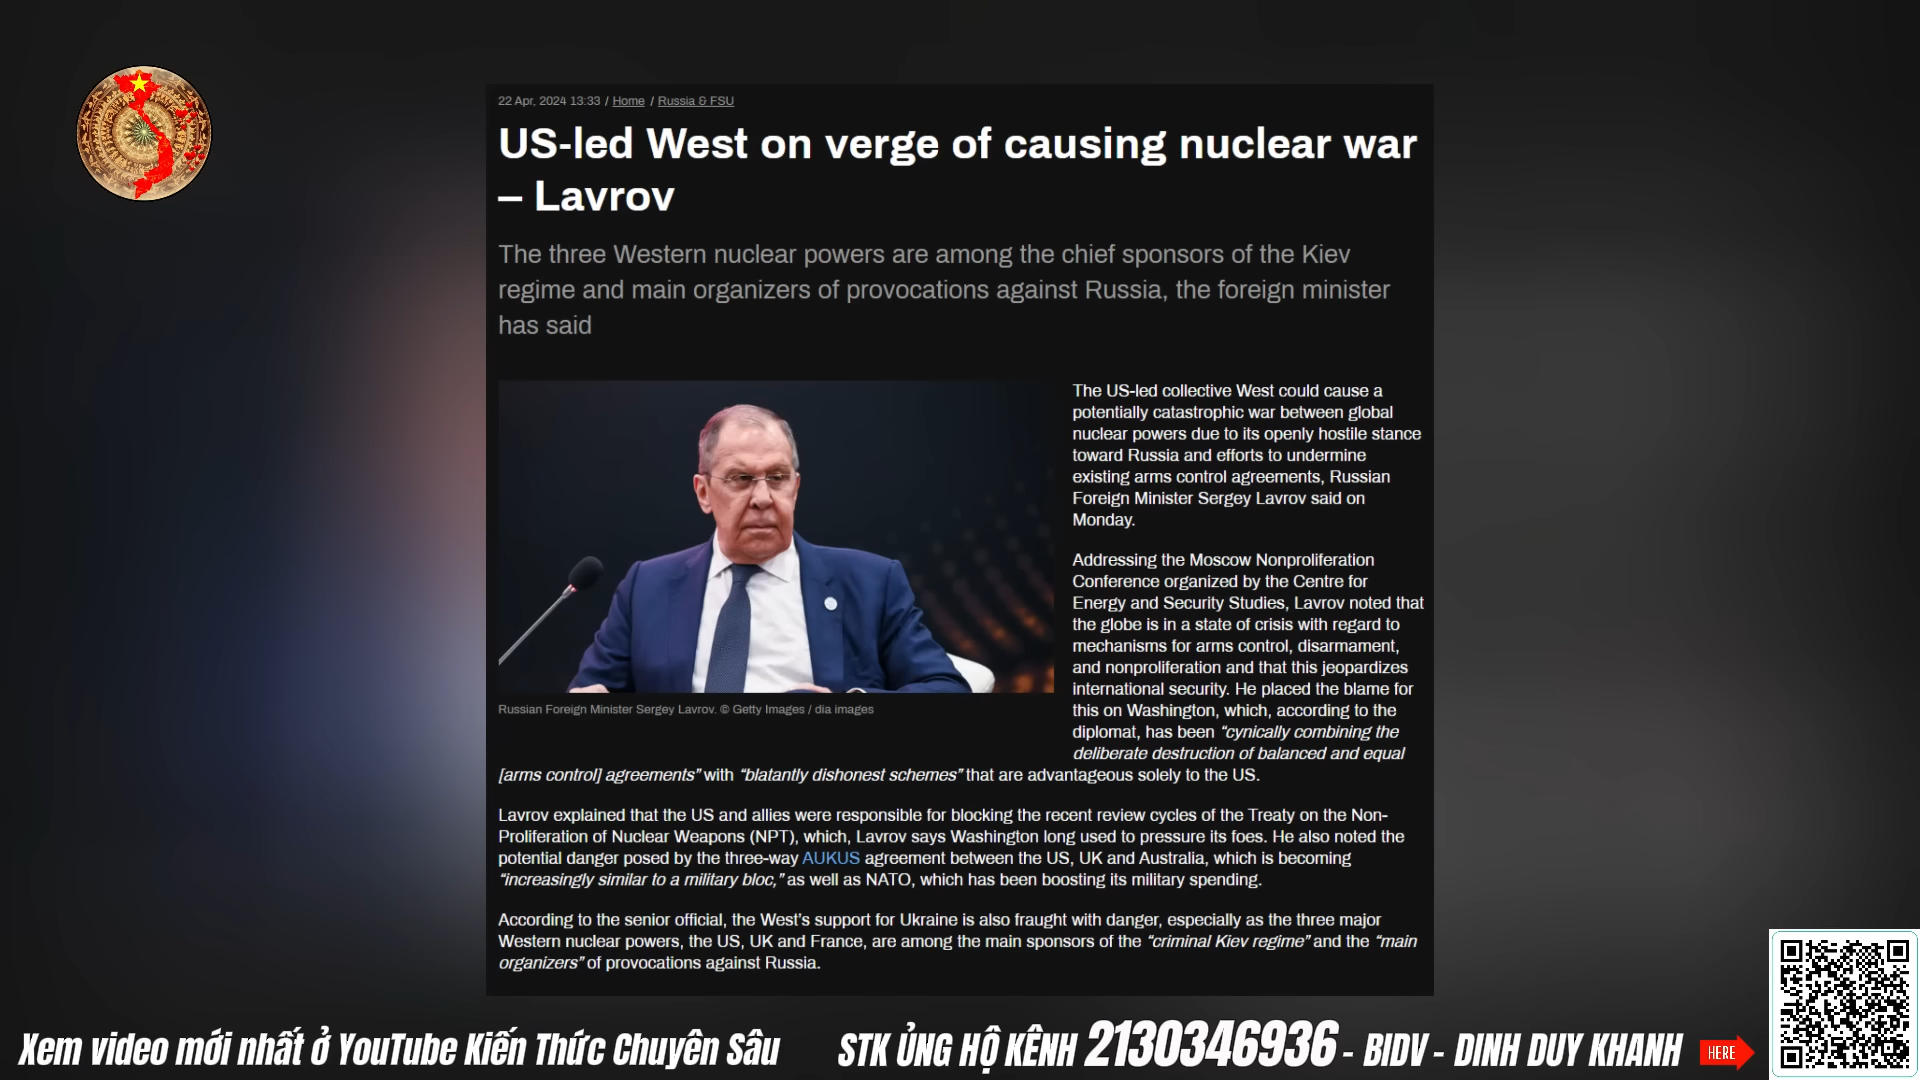 22 Apr, 2024 13:33 / Home / Russia & FSU
US-led West on verge of causing nuclear war
– Lavrov
The three Western nuclear powers are among the chief sponsors of the Kiev
regime and main organizers of provocations against Russia, the foreign minister
has said
Russian Foreign Minister Sergey Lavrov. © Getty Images / dia images
The US-led collective West could cause a
potentially catastrophic war between global
nuclear powers due to its openly hostile stance
toward Russia and efforts to undermine
existing arms control agreements, Russian
Foreign Minister Sergey Lavrov said on
Monday.
Addressing the Moscow Nonproliferation
Conference organized by the Centre for
Energy and Security Studies, Lavrov noted that
the globe is in a state of crisis with regard to
mechanisms for arms control, disarmament,
and nonproliferation and that this jeopardizes
international security. He placed the blame for
this on Washington, which, according to the
diplomat, has been “cynically combining the
deliberate destruction of balanced and equal
[arms control] agreements” with “blatantly dishonest schemes” that are advantageous solely to the US.
Lavrov explained that the US and allies were responsible for blocking the recent review cycles of the Treaty on the Non-
Proliferation of Nuclear Weapons (NPT), which, Lavrov says Washington long used to pressure its foes. He also noted the
potential danger posed by the three-way AUKUS agreement between the US, UK and Australia, which is becoming
“increasingly similar to a military bloc,” as well as NATO, which has been boosting its military spending.
According to the senior official, the West’s support for Ukraine is also fraught with danger, especially as the three major
Western nuclear powers, the US, UK and France, are among the main sponsors of the “criminal Kiev regime” and the “main
organizers” of provocations against Russia.
Xem video mới nhất ở YouTube Kiến Thức Chuyên Sâu
STK ỦNG HỘ KÊNH 2130346936 - BIDV - DINH DUY KHANH
HERE